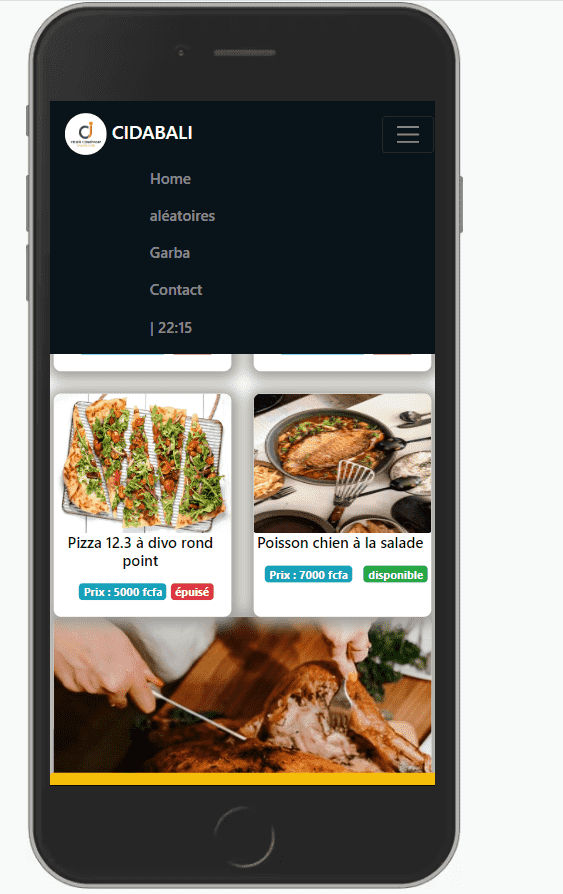 CIDABALI
Home
aléatoires
Garba
Contact
| 22:15
Pizza 12.3 à divo rond
point
Prix : 5000 fcfa épuisé
Poisson chien à la salade
Prix : 7000 fcfa disponible